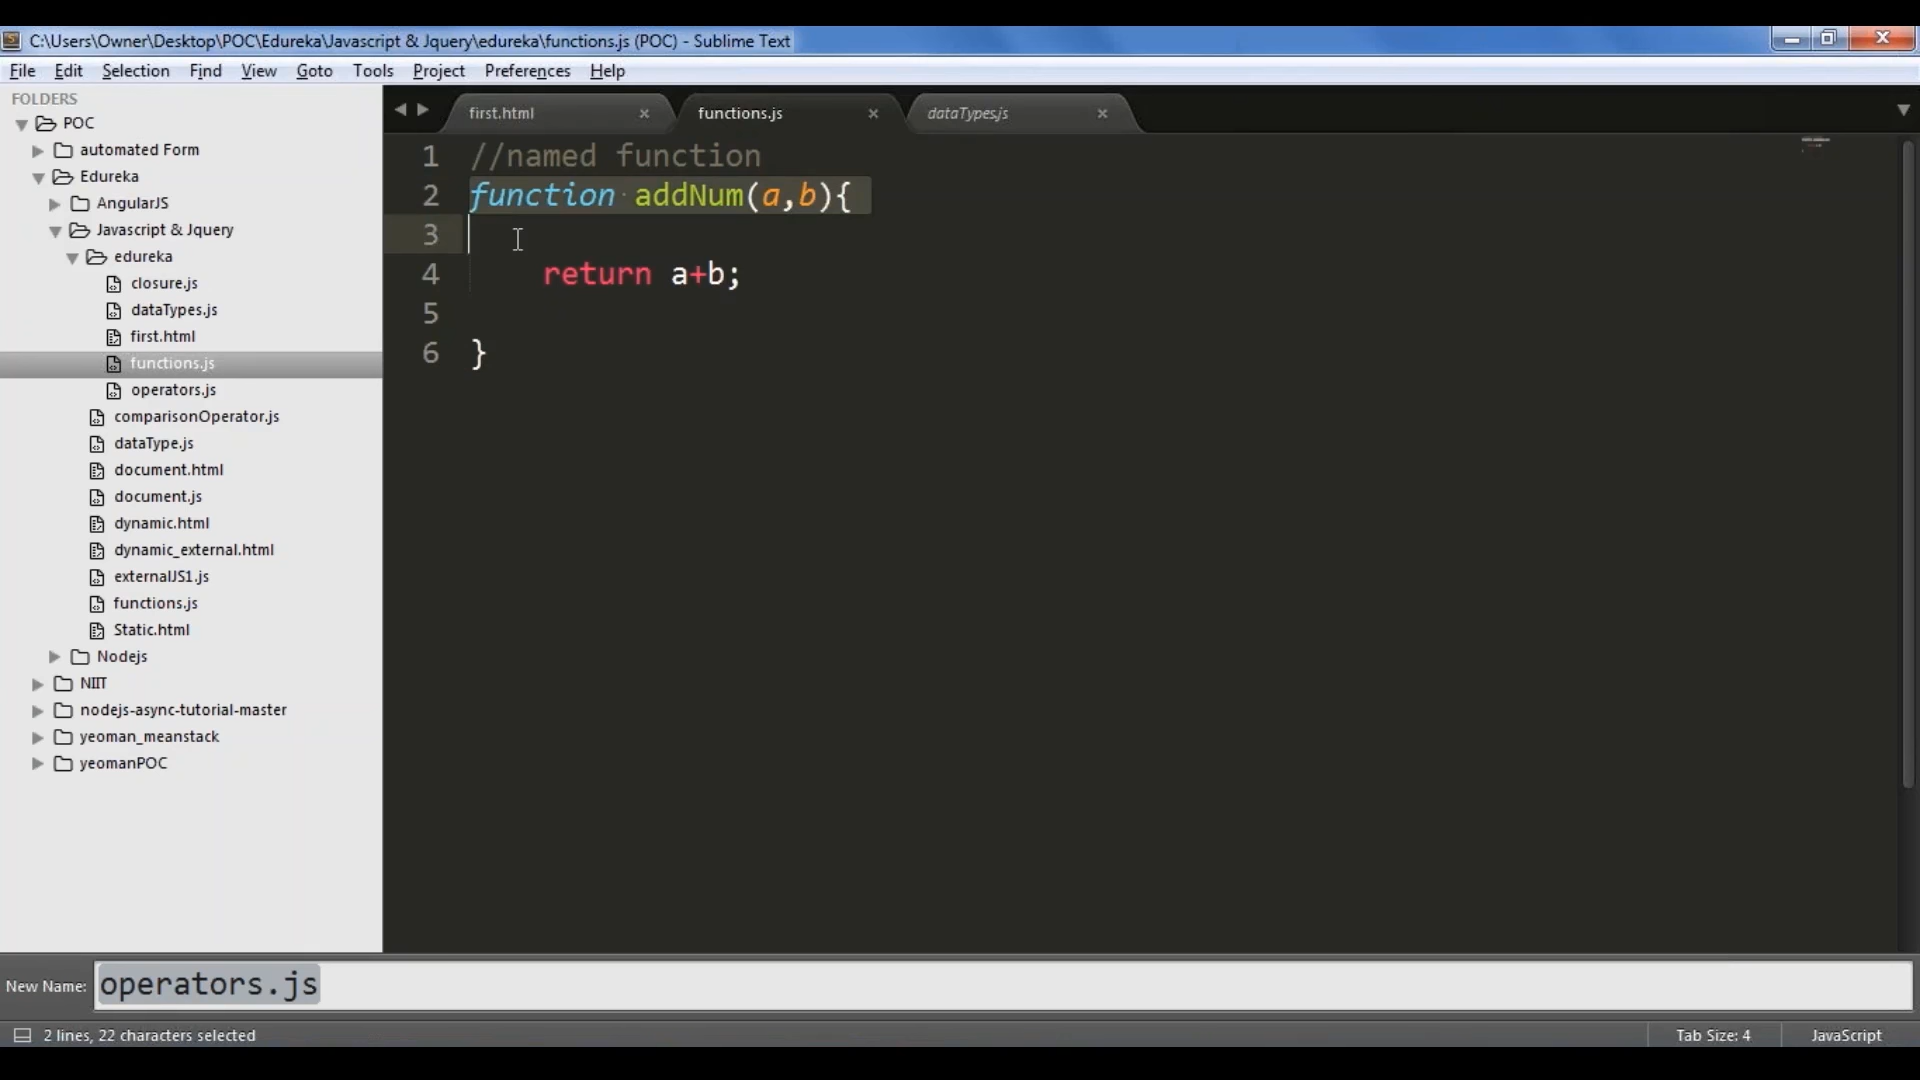 C:\Users\Owner\Desktop\POC\Edureka\Javascript & Jquery\edureka\functions.js (POC) - Sublime Text
File Edit Selection Find View Goto Tools Project Preferences Help
FOLDERS
POC
automated Form
Edureka
AngularJS
Javascript & Jquery
edureka
closure.js
dataTypes.js
first.html
functions.js
operators.js
comparisonOperator.js
dataType.js
document.html
document.js
dynamic.html
dynamic_external.html
externalJS1.js
functions.js
Static.html
Nodejs
NIIT
nodejs-async-tutorial-master
yeoman_meanstack
yeomanPOC
first.html functions.js dataTypes.js
1 //named function
2 function addNum(a,b){
3
4 return a+b;
5
6 }
New Name: operators.js
2 lines, 22 characters selected Tab Size: 4 JavaScript